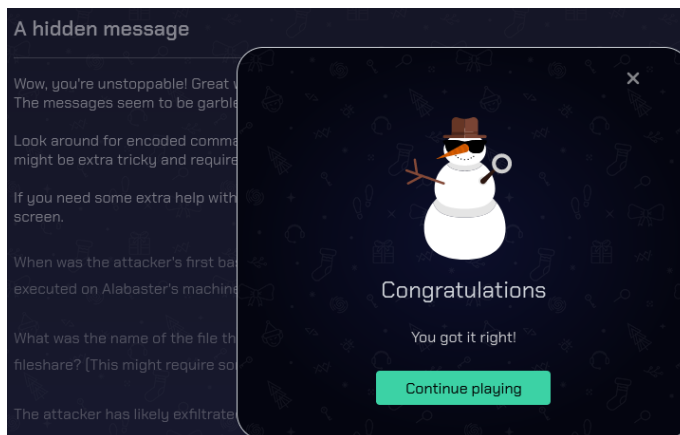 A hidden message
Wow, you're unstoppable! Great
The messages seem to be garble
Look around for encoded comma
might be extra tricky and require
If you need some extra help with
screen.
When was the attacker's first ba
executed on Alabaster's machine
What was the name of the file th
fileshare? (This might require so
The attacker has likely exfiltrate
Congratulations
You got it right!
Continue playing